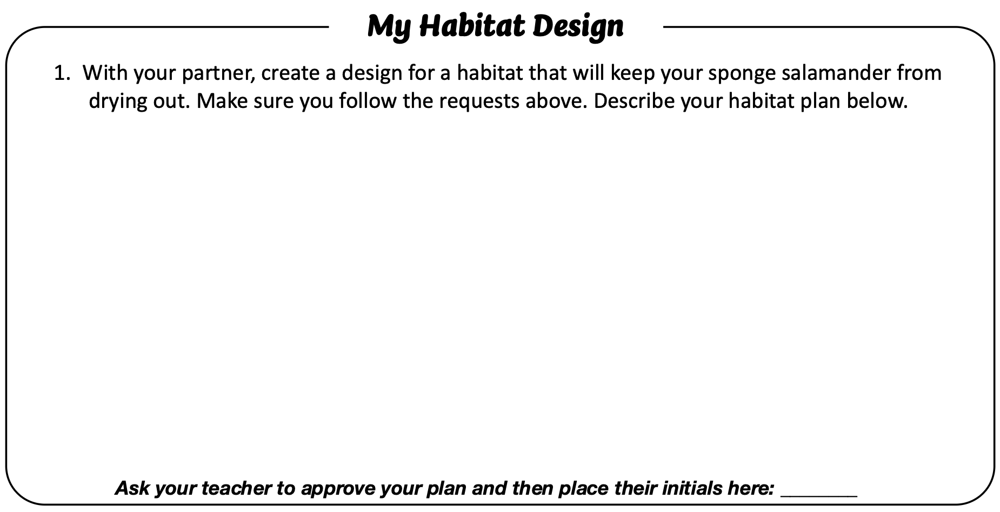 My Habitat Design
1. With your partner, create a design for a habitat that will keep your sponge salamander from
drying out. Make sure you follow the requests above. Describe your habitat plan below.
Ask your teacher to approve your plan and then place their initials here: ________